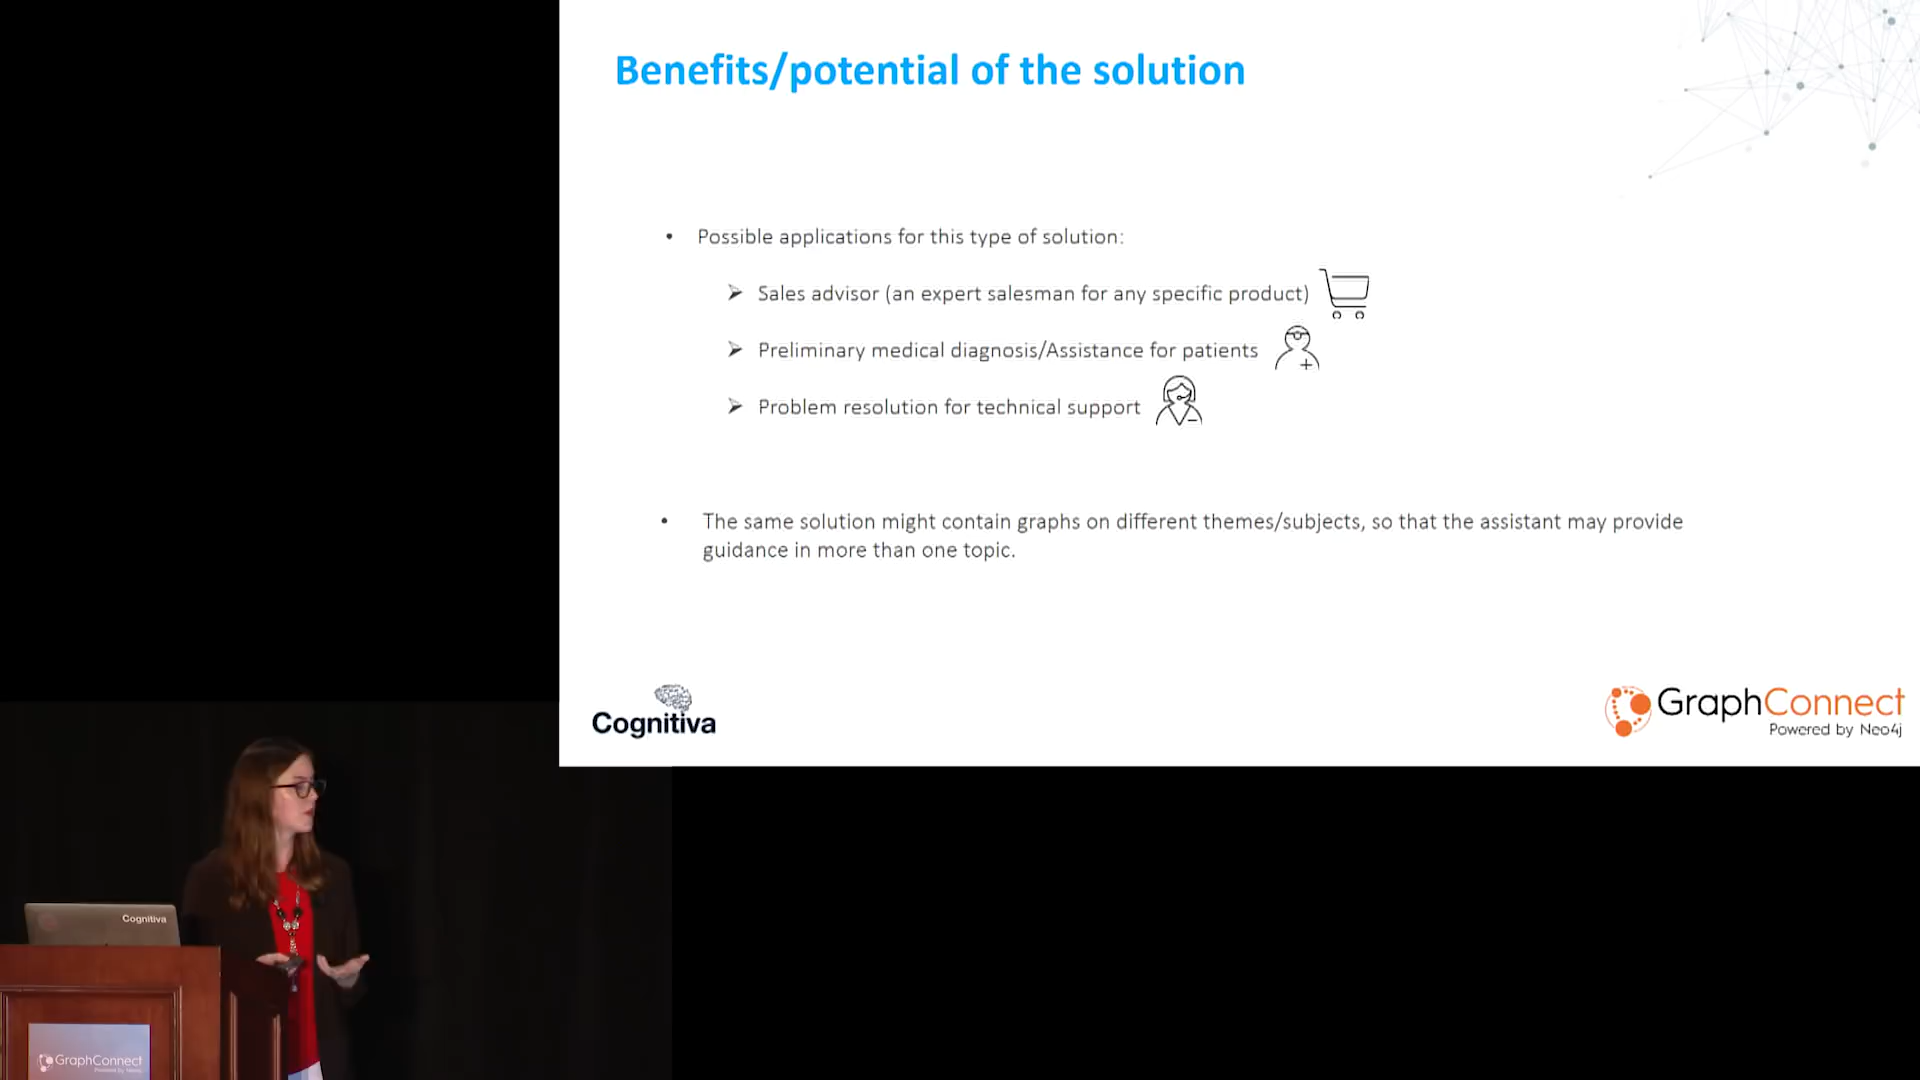 Benefits/potential of the solution
• Possible applications for this type of solution:
➢ Sales advisor (an expert salesman for any specific product)
➢ Preliminary medical diagnosis/Assistance for patients
➢ Problem resolution for technical support
• The same solution might contain graphs on different themes/subjects, so that the assistant may provide
guidance in more than one topic.
Cognitiva
GraphConnect
Powered by Neo4j
Cognitiva
GraphConnect
Powered by Neo4j